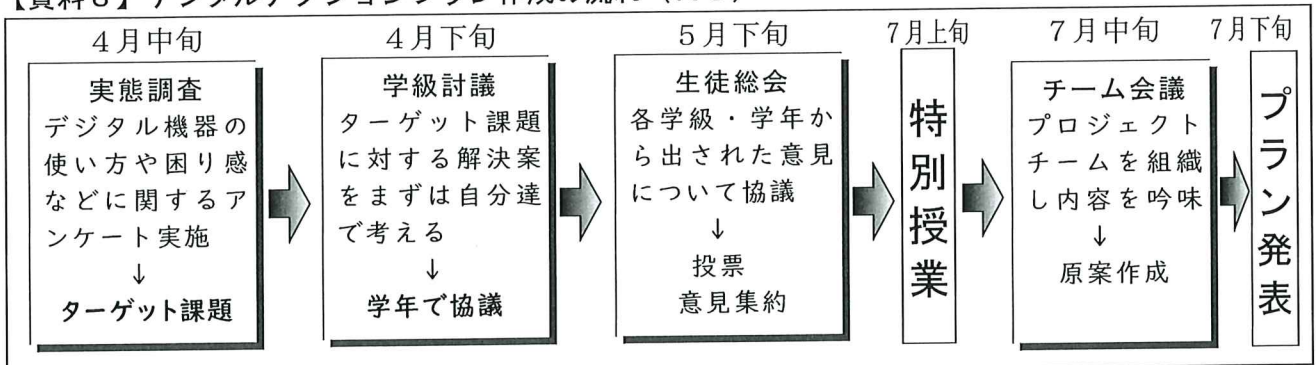 4月中旬
実態調査
デジタル機器の
使い方や困り感
などに関するア
ンケート実施
↓
ターゲット課題
4月下旬
学級討議
ターゲット課題
に対する解決案
をまずは自分達
で考える
↓
学年で協議
5月下旬
生徒総会
各学級・学年か
ら出された意見
について協議
↓
投票
意見集約
7月上旬
特別授業
7月中旬
チーム会議
プロジェクト
チームを組織
し内容を吟味
↓
原案作成
7月下旬
プラン発表